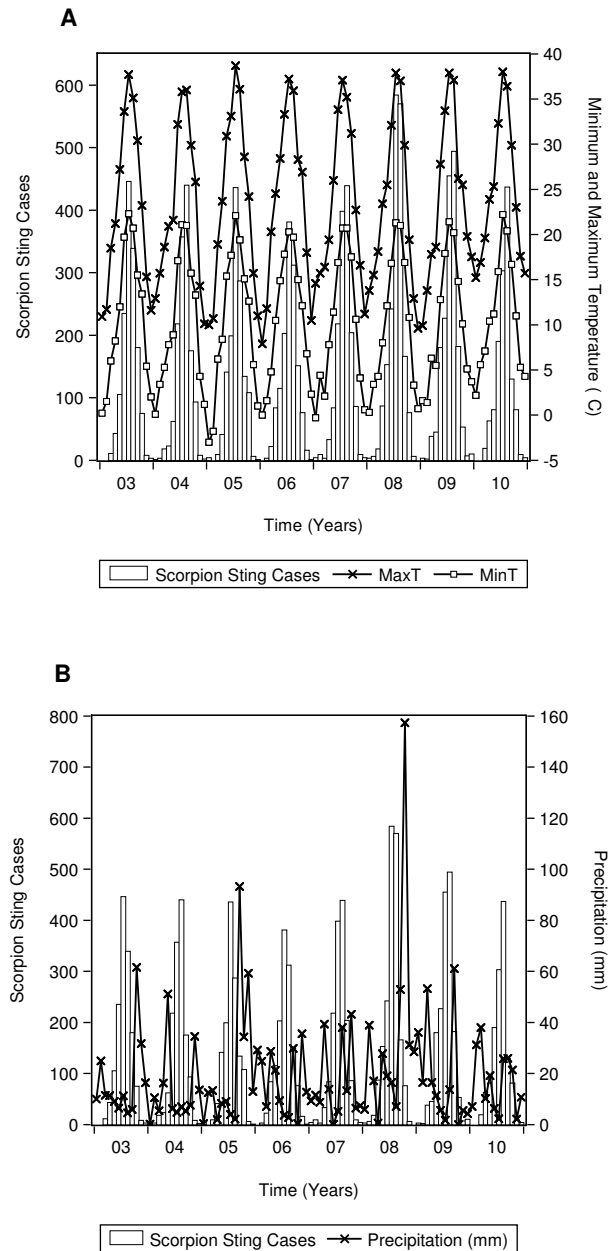 A
600
500
400
300
200
100
0
Scorpion Sting Cases
40
35
30
25
20
15
10
5
0
-5
Minimum and Maximum Temperature ( C)
03 04 05 06 07 08 09 10
Time (Years)
Scorpion Sting Cases MaxT MinT
B
800
700
600
500
400
300
200
100
0
Scorpion Sting Cases
160
140
120
100
80
60
40
20
0
Precipitation (mm)
03 04 05 06 07 08 09 10
Time (Years)
Scorpion Sting Cases Precipitation (mm)